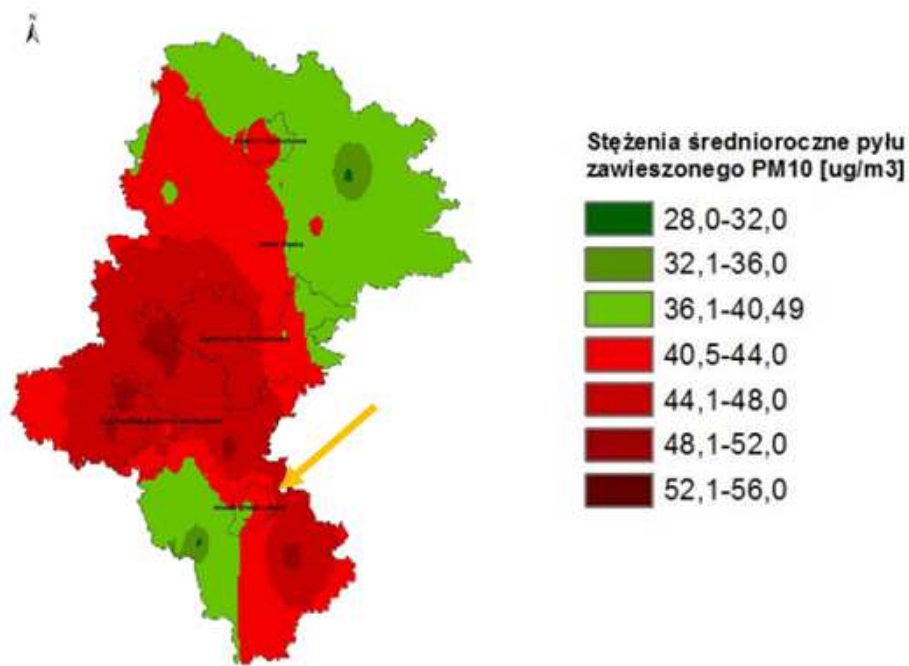 N
Stężenia średnioroczne pyłu
zawieszonego PM10 [ug/m3]
28,0-32,0
32,1-36,0
36,1-40,49
40,5-44,0
44,1-48,0
48,1-52,0
52,1-56,0